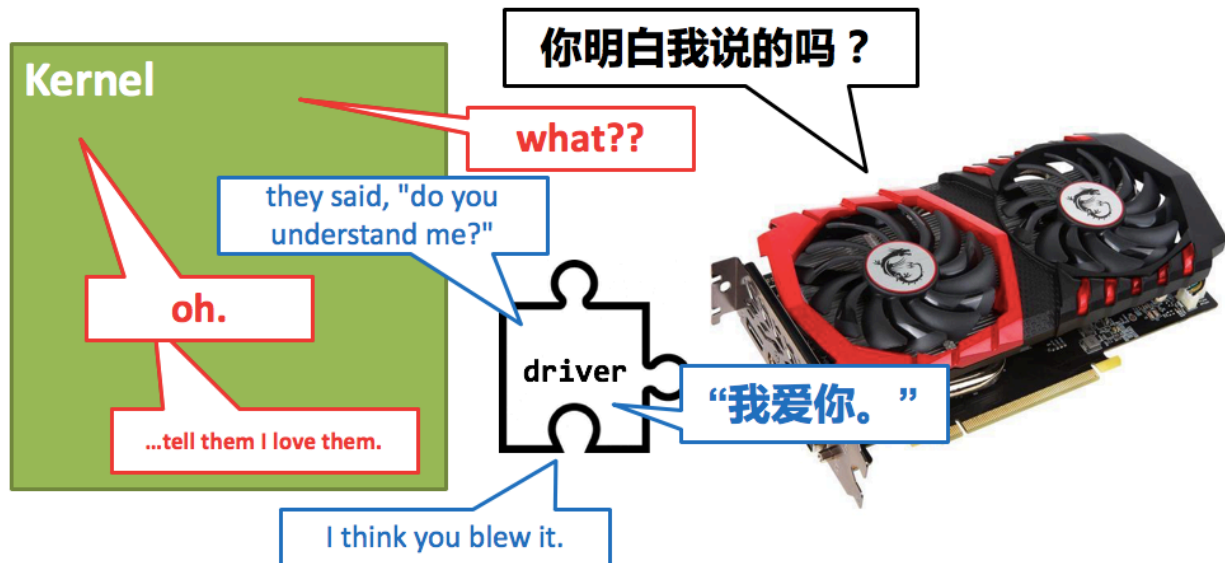 Kernel
你明白我说的吗？
what??
they said, "do you
understand me?"
oh.
driver
“我爱你。”
...tell them I love them.
I think you blew it.